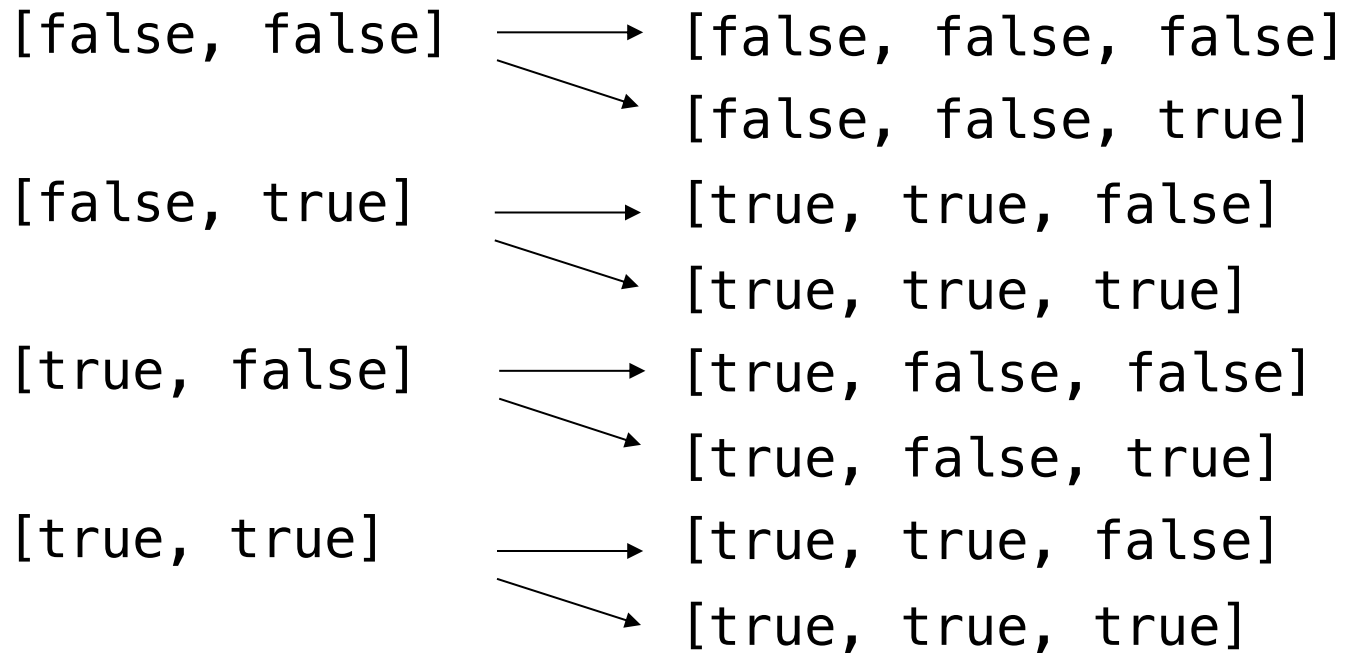 [false, false] [false, false, false]
[false, false, true]
[false, true] [true, true, false]
[true, true, true]
[true, false] [true, false, false]
[true, false, true]
[true, true] [true, true, false]
[true, true, true]